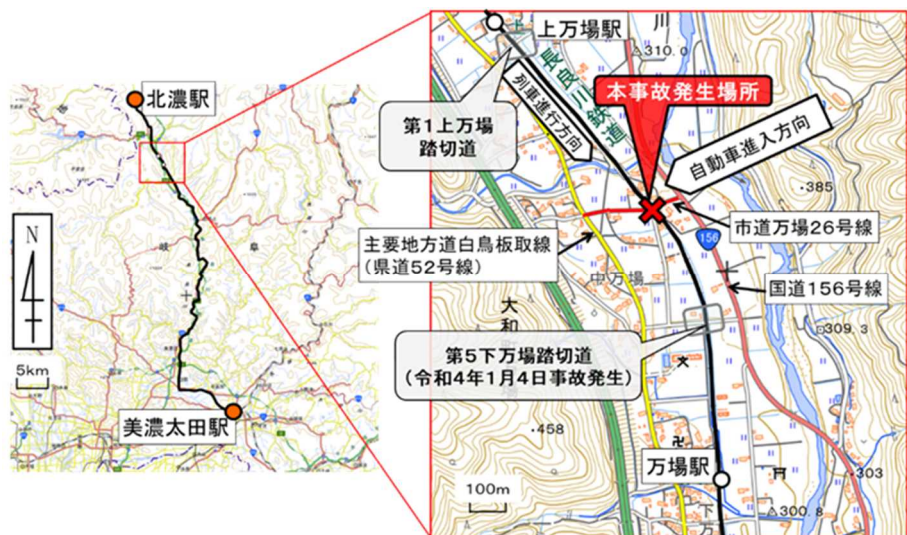 北濃駅
岐
阜
N
5km
美濃太田駅
上万場駅
川
310.0
長良川鉄道
列車進行方向
本事故発生場所
自動車進入方向
第1上万場
踏切道
385
市道万場26号線
主要地方道白鳥板取線
(県道52号線)
156
中万場
国道156号線
大和
309.3
第5下万場踏切道
(令和4年1月4日事故発生)
458
万場駅
303
100m
300.8
下
万